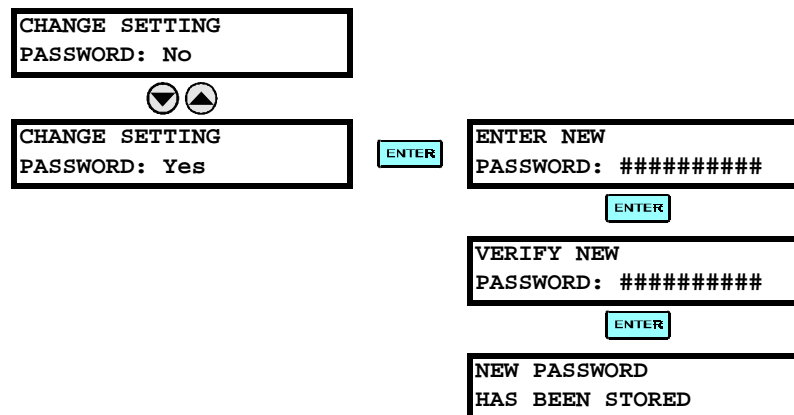 CHANGE SETTING
PASSWORD: No
CHANGE SETTING
PASSWORD: Yes
ENTER
ENTER NEW
PASSWORD: ##########
ENTER
VERIFY NEW
PASSWORD: ##########
ENTER
NEW PASSWORD
HAS BEEN STORED